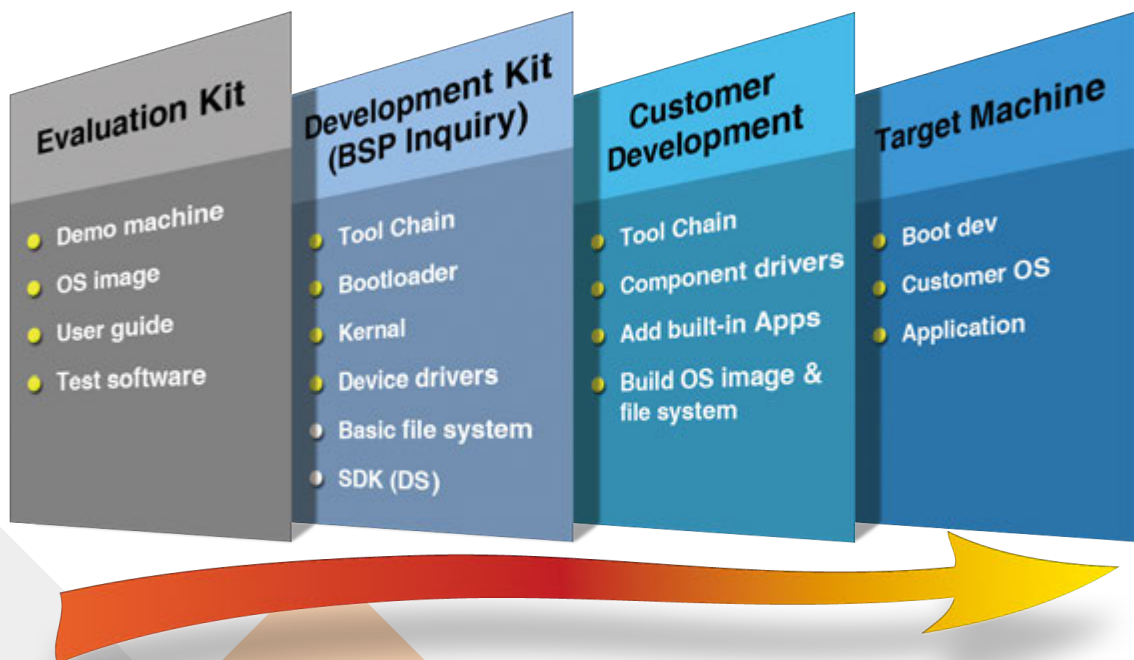 Evaluation Kit
Demo machine
OS image
User guide
Test software
Development Kit
(BSP Inquiry)
Tool Chain
Bootloader
Kernal
Device drivers
Basic file system
SDK (DS)
Customer
Development
Tool Chain
Component drivers
Add built-in Apps
Build OS image &
file system
Target Machine
Boot dev
Customer OS
Application